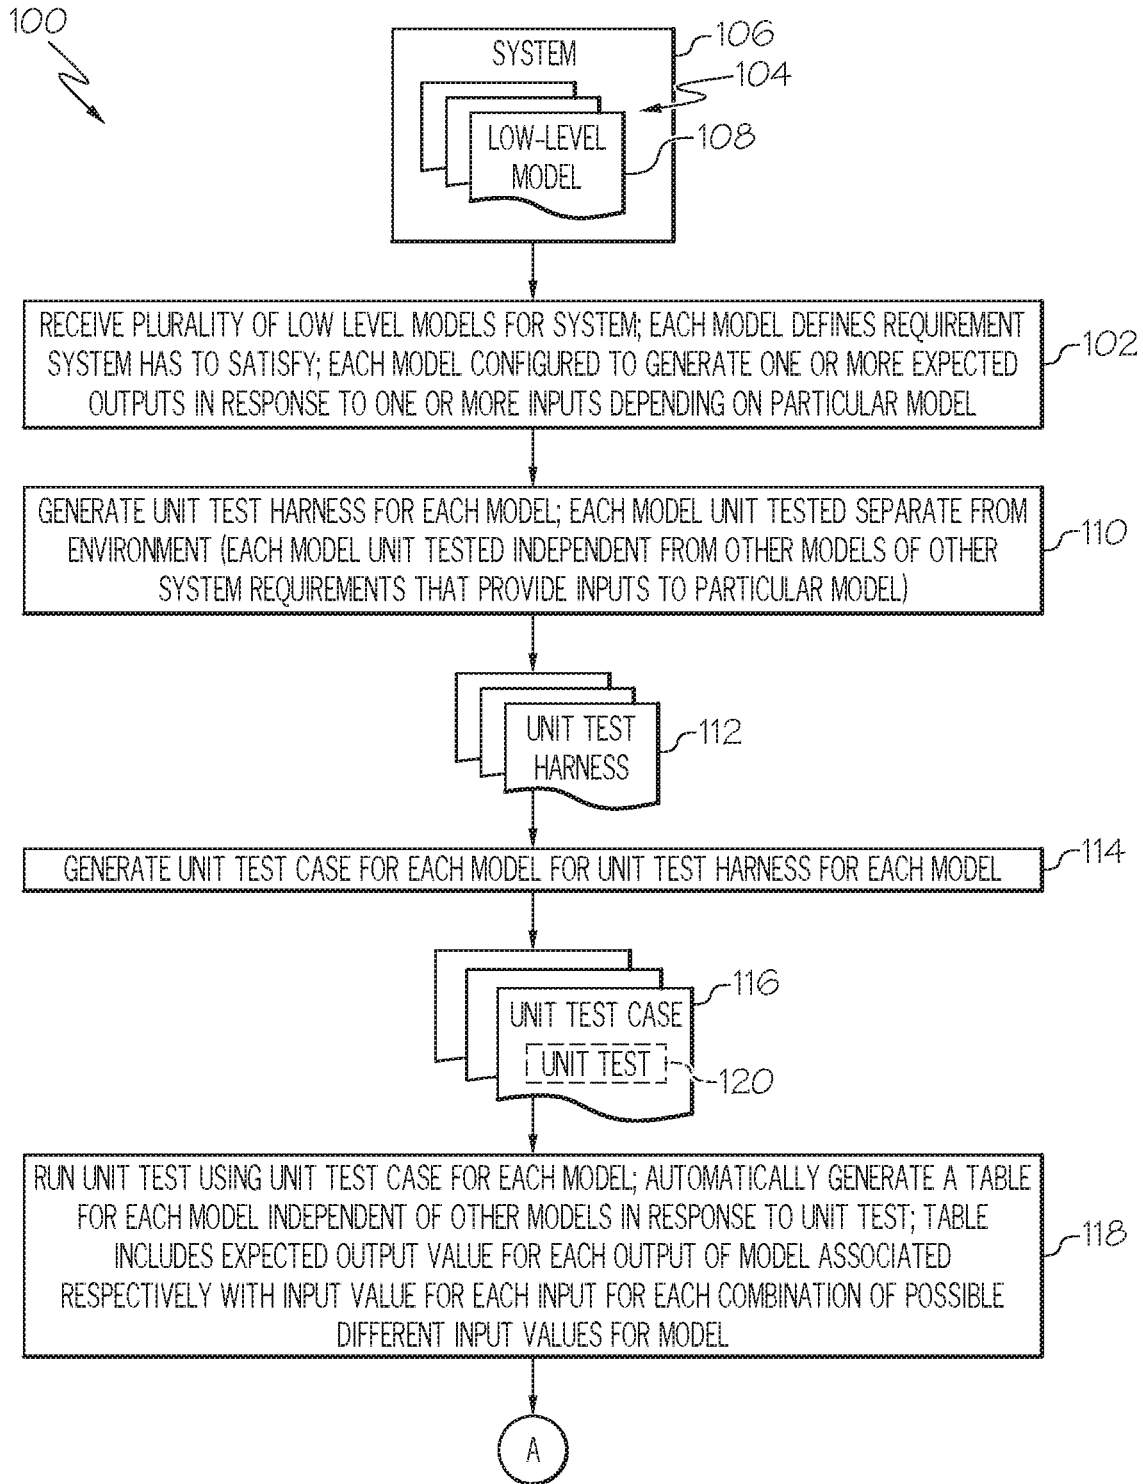 100
SYSTEM
106
104
LOW-LEVEL
MODEL
108
RECEIVE PLURALITY OF LOW LEVEL MODELS FOR SYSTEM; EACH MODEL DEFINES REQUIREMENT
SYSTEM HAS TO SATISFY; EACH MODEL CONFIGURED TO GENERATE ONE OR MORE EXPECTED
OUTPUTS IN RESPONSE TO ONE OR MORE INPUTS DEPENDING ON PARTICULAR MODEL
102
GENERATE UNIT TEST HARNESS FOR EACH MODEL; EACH MODEL UNIT TESTED SEPARATE FROM
ENVIRONMENT (EACH MODEL UNIT TESTED INDEPENDENT FROM OTHER MODELS OF OTHER
SYSTEM REQUIREMENTS THAT PROVIDE INPUTS TO PARTICULAR MODEL)
110
UNIT TEST
HARNESS
112
GENERATE UNIT TEST CASE FOR EACH MODEL FOR UNIT TEST HARNESS FOR EACH MODEL
114
UNIT TEST CASE
116
UNIT TEST
120
RUN UNIT TEST USING UNIT TEST CASE FOR EACH MODEL; AUTOMATICALLY GENERATE A TABLE
FOR EACH MODEL INDEPENDENT OF OTHER MODELS IN RESPONSE TO UNIT TEST; TABLE
INCLUDES EXPECTED OUTPUT VALUE FOR EACH OUTPUT OF MODEL ASSOCIATED
RESPECTIVELY WITH INPUT VALUE FOR EACH INPUT FOR EACH COMBINATION OF POSSIBLE
DIFFERENT INPUT VALUES FOR MODEL
118
A